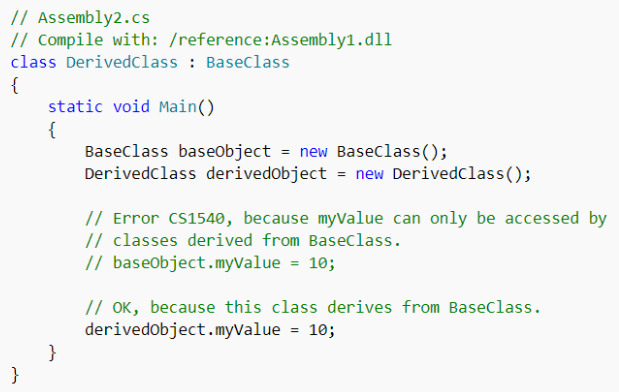 // Assembly2.cs
// Compile with: /reference:Assembly1.dll
class DerivedClass : BaseClass
{
    static void Main()
    {
        BaseClass baseObject = new BaseClass();
        DerivedClass derivedObject = new DerivedClass();

        // Error CS1540, because myValue can only be accessed by
        // classes derived from BaseClass.
        // baseObject.myValue = 10;

        // OK, because this class derives from BaseClass.
        derivedObject.myValue = 10;
    }
}